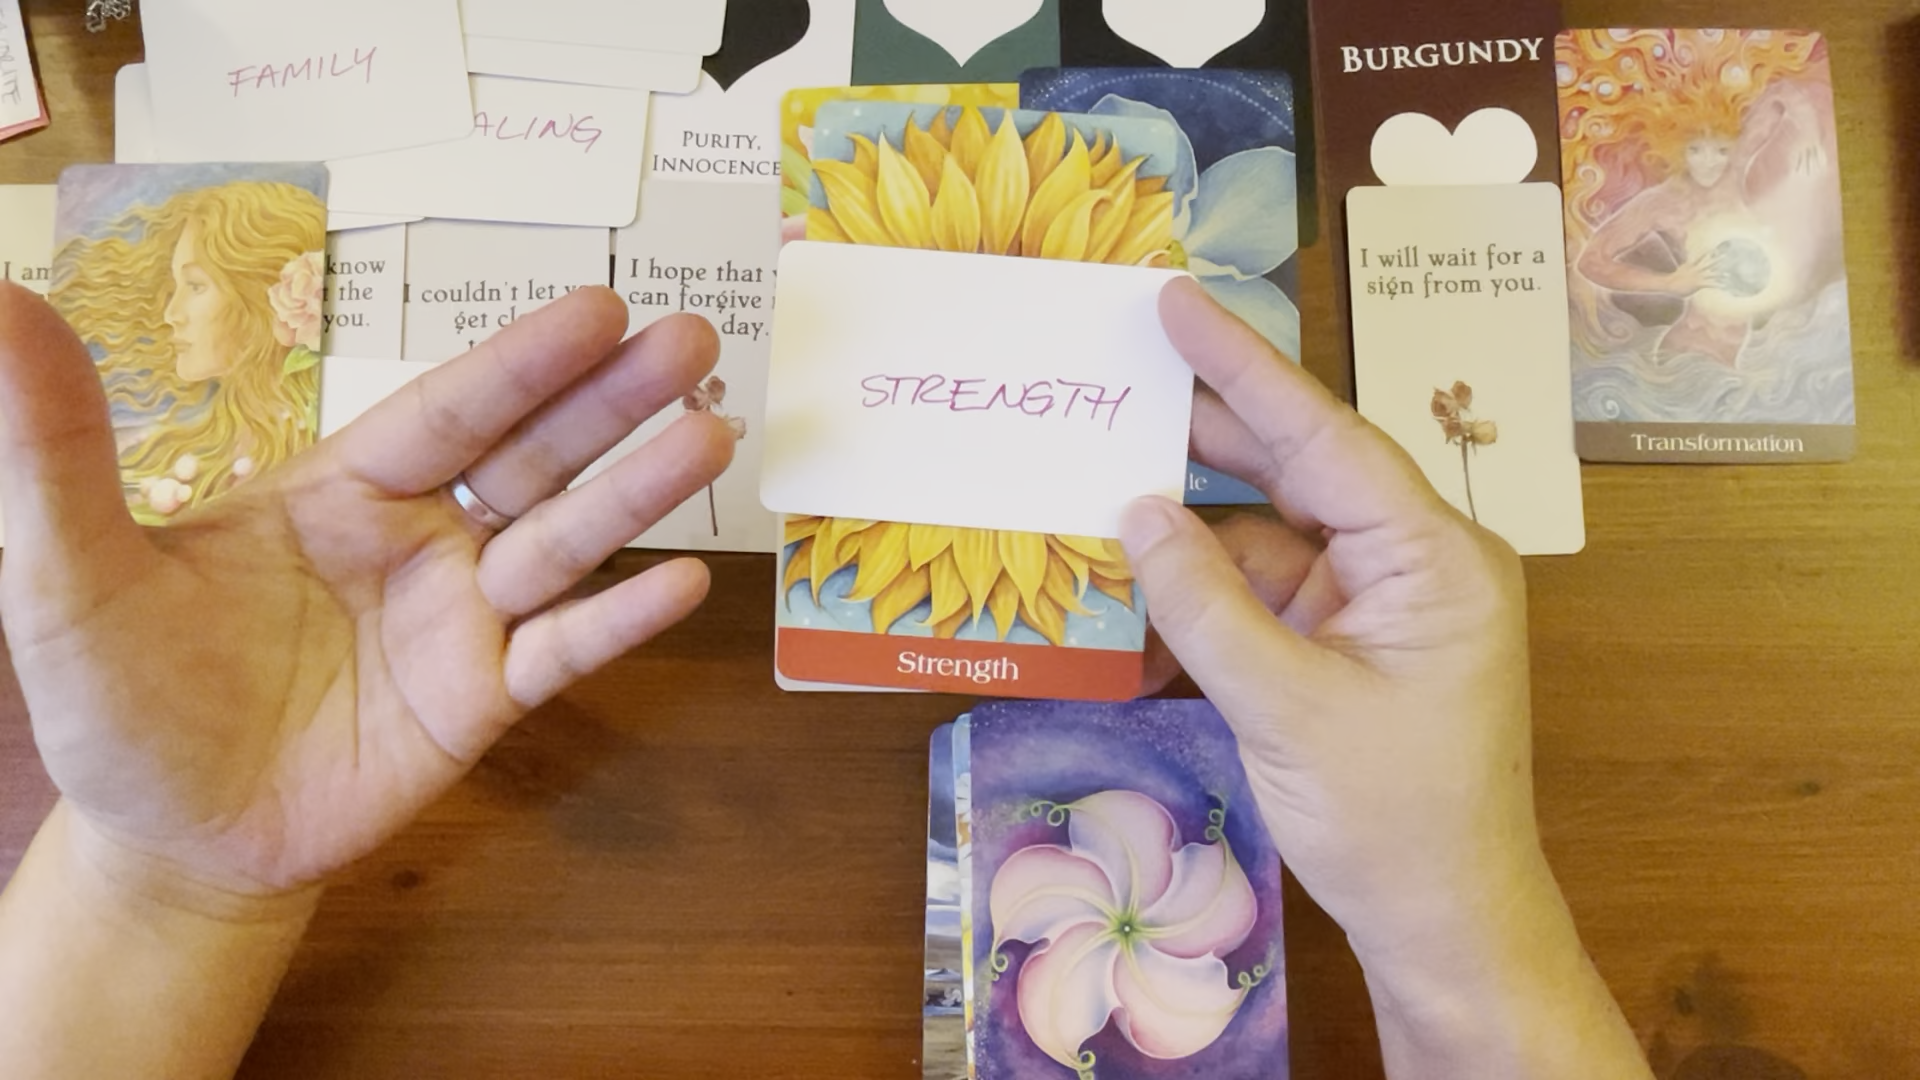 FAMILY
ALING
PURITY,
INNOCENCE
BURGUNDY
I am
know
the
you.
I couldn't let
get
I hope that
can forgive
day.
STRENGTH
I will wait for a
sign from you.
le
Strength
Transformation